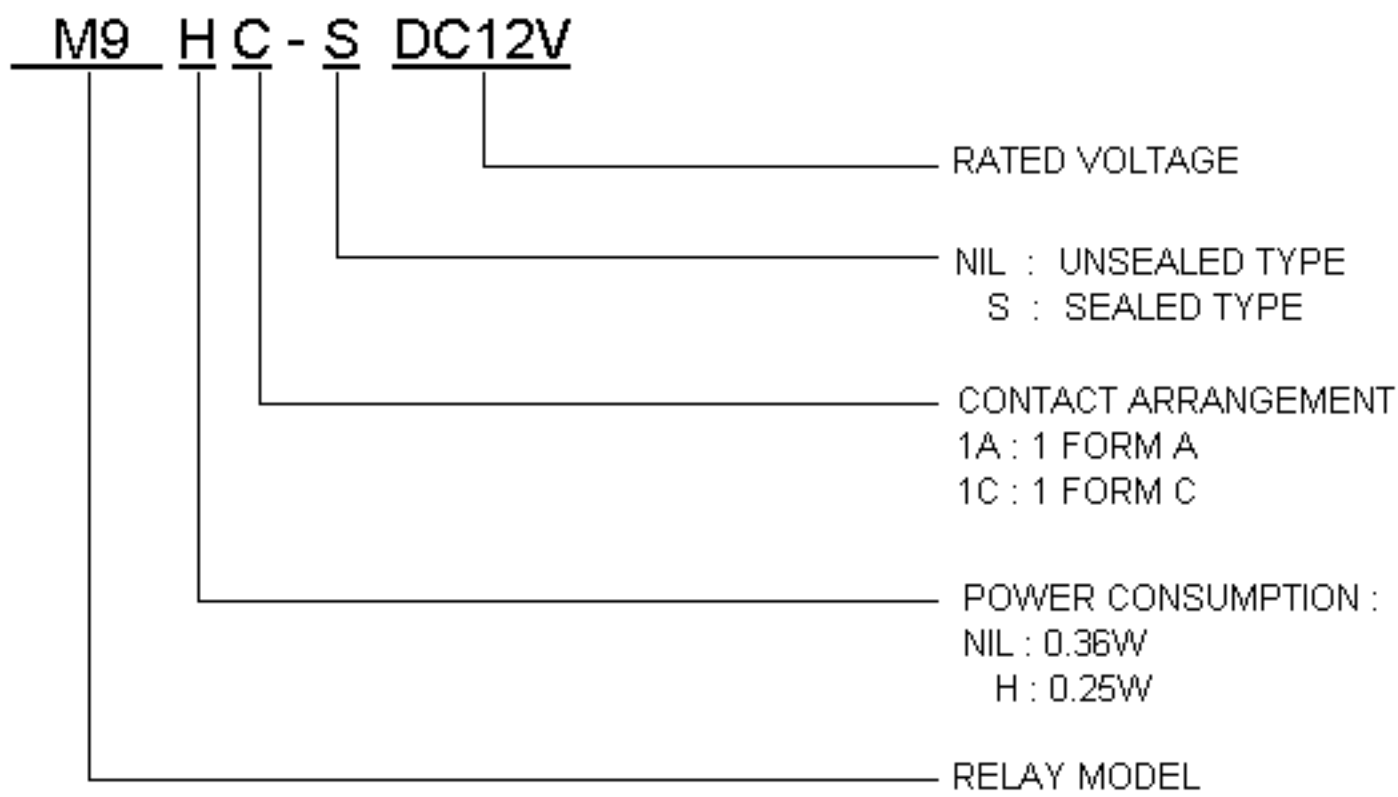 M9 H C - S DC12V
RATED VOLTAGE
NIL : UNSEALED TYPE
S : SEALED TYPE
CONTACT ARRANGEMENT
1A : 1 FORM A
1C : 1 FORM C
POWER CONSUMPTION :
NIL : 0.36W
H : 0.25W
RELAY MODEL